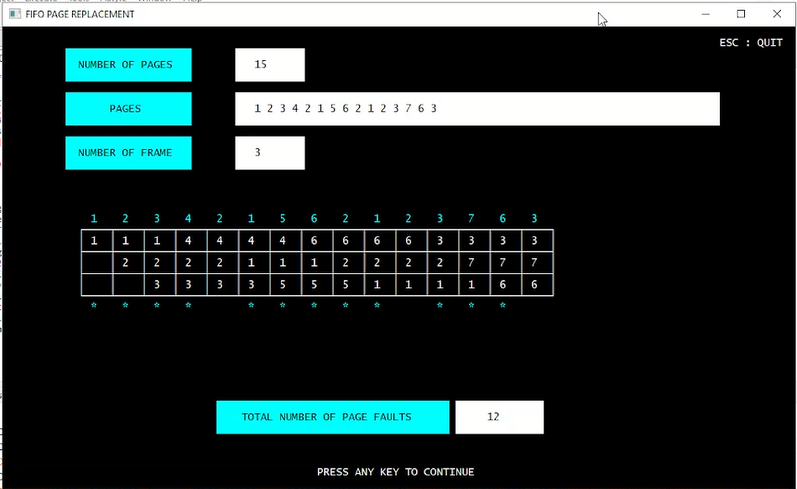 FIFO PAGE REPLACEMENT
ESC : QUIT
NUMBER OF PAGES 15
PAGES 1 2 3 4 2 1 5 6 2 1 2 3 7 6 3
NUMBER OF FRAME 3
1 2 3 4 2 1 5 6 2 1 2 3 7 6 3
1 1 1 4 4 4 4 6 6 6 6 3 3 3 3
2 2 2 2 1 1 1 2 2 2 2 7 7 7
3 3 3 3 5 5 5 1 1 1 1 6 6
* * * * * * * * * * * *
TOTAL NUMBER OF PAGE FAULTS 12
PRESS ANY KEY TO CONTINUE